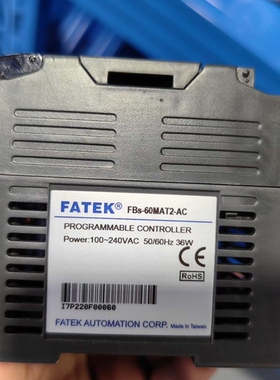 FATEK® FBs-60MAT2-AC
PROGRAMMABLE CONTROLLER
Power:100~240VAC 50/60Hz 36W
CE
RoHS
I7P220F00060
FATEK AUTOMATION CORP. Made in Taiwan